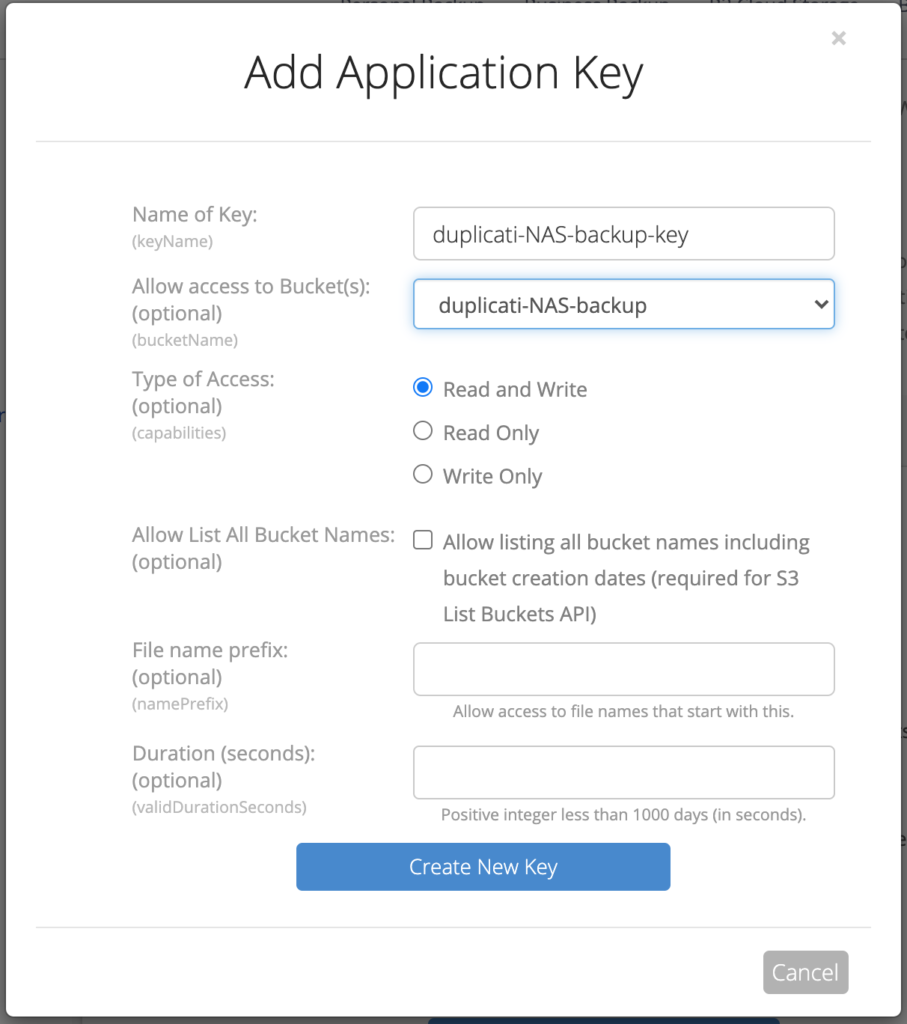 Add Application Key
×
Name of Key:
(keyName)
duplicati-NAS-backup-key
Allow access to Bucket(s):
(optional)
(bucketName)
duplicati-NAS-backup
Type of Access:
(optional)
(capabilities)
Read and Write
Read Only
Write Only
Allow List All Bucket Names:
(optional)
Allow listing all bucket names including
bucket creation dates (required for S3
List Buckets API)
File name prefix:
(optional)
(namePrefix)
Allow access to file names that start with this.
Duration (seconds):
(optional)
(validDurationSeconds)
Positive integer less than 1000 days (in seconds).
Create New Key
Cancel